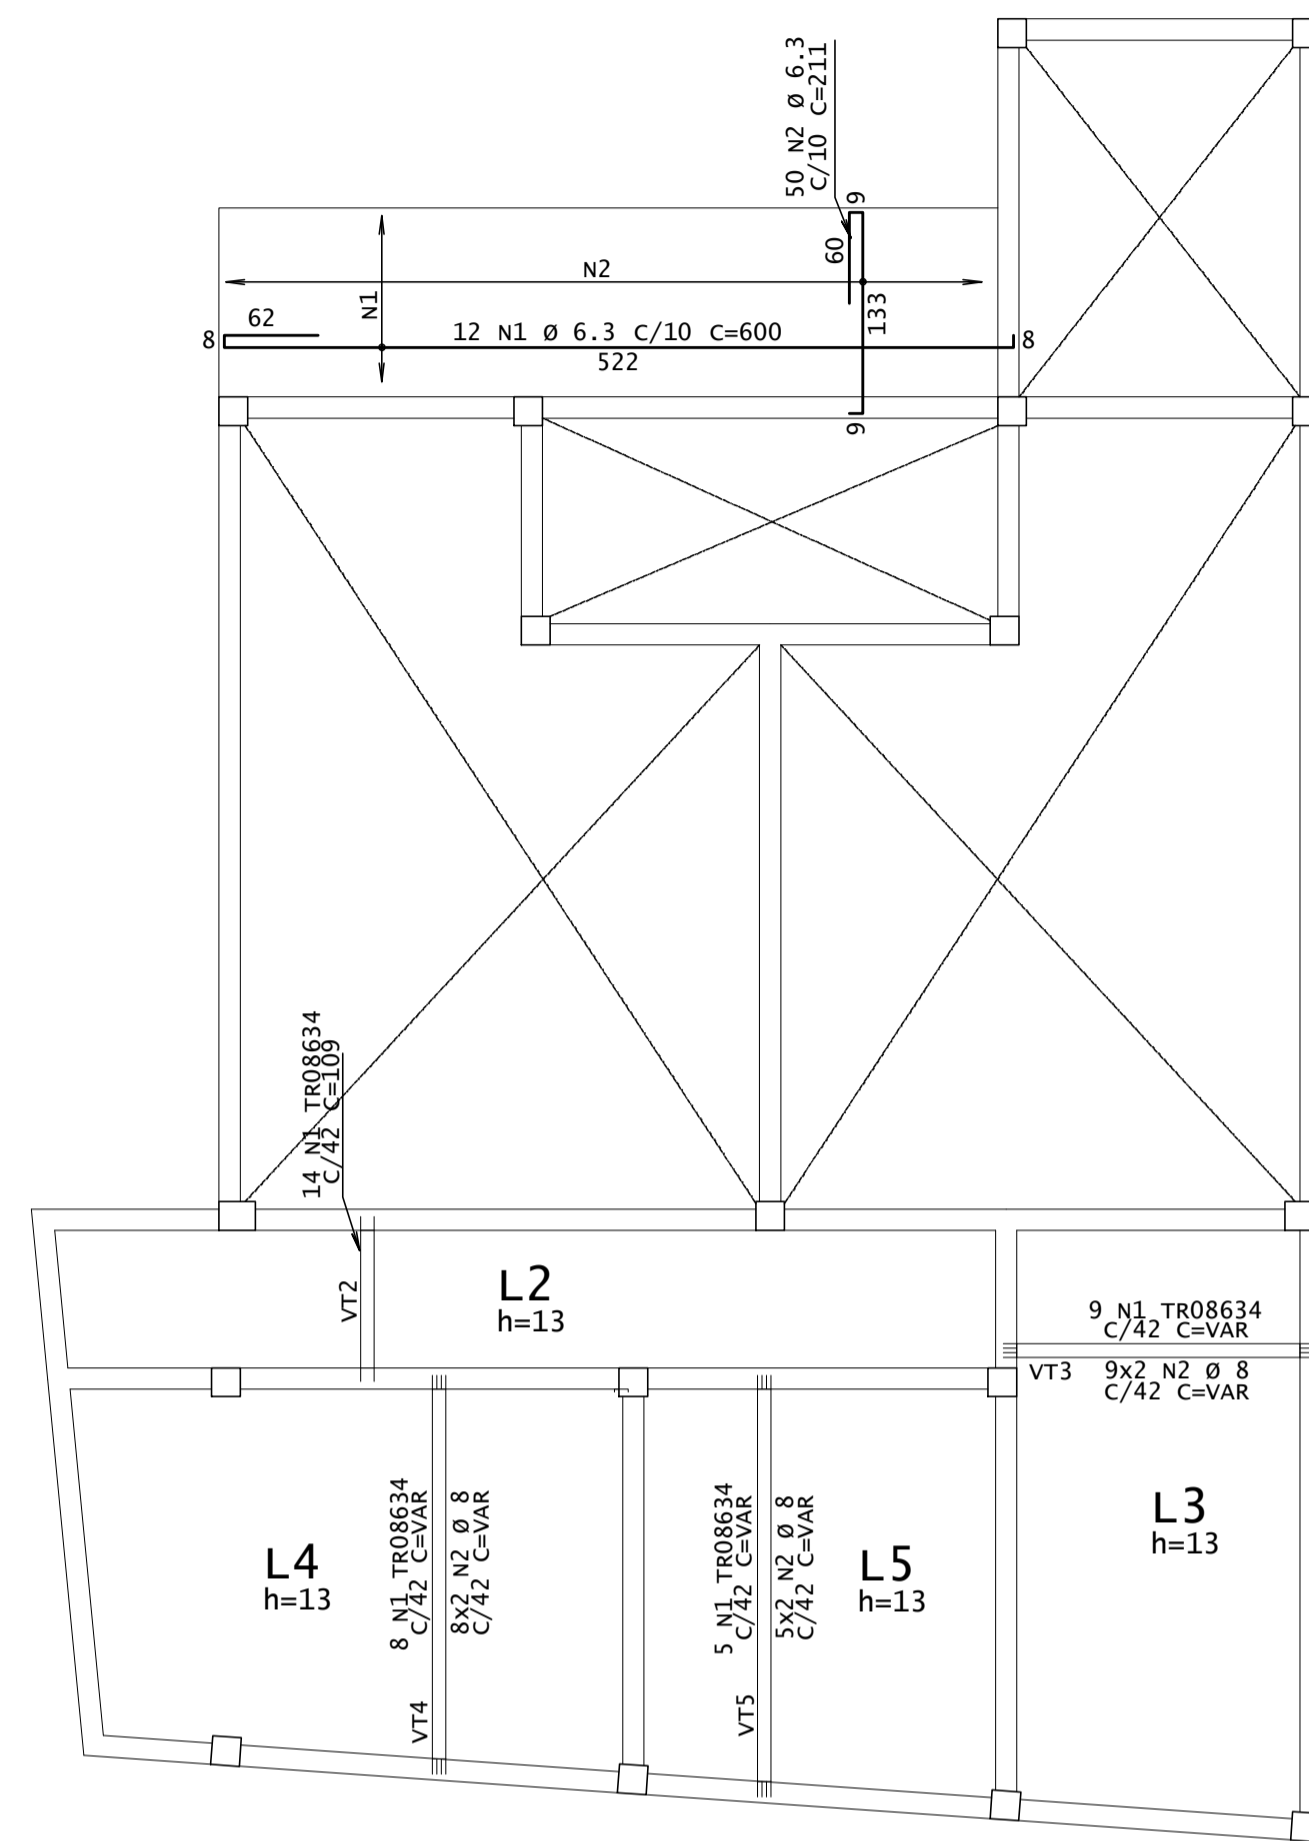 50 N2 Ø 6.3
C/10 C=211
9
60
N2
N1
133
62
8
12 N1 Ø 6.3 C/10 C=600
8
522
9
14 N1 TR08634
C/42 C=109
VT2
L2
h=13
9 N1 TR08634
C/42 C=VAR
VT3
9x2 N2 Ø 8
C/42 C=VAR
L3
h=13
L4
h=13
8 N1 TR08634
C/42 C=VAR
8x2 N2 Ø 8
C/42 C=VAR
VT4
5 N1 TR08634
C/42 C=VAR
5x2 N2 Ø 8
C/42 C=VAR
VT5
L5
h=13